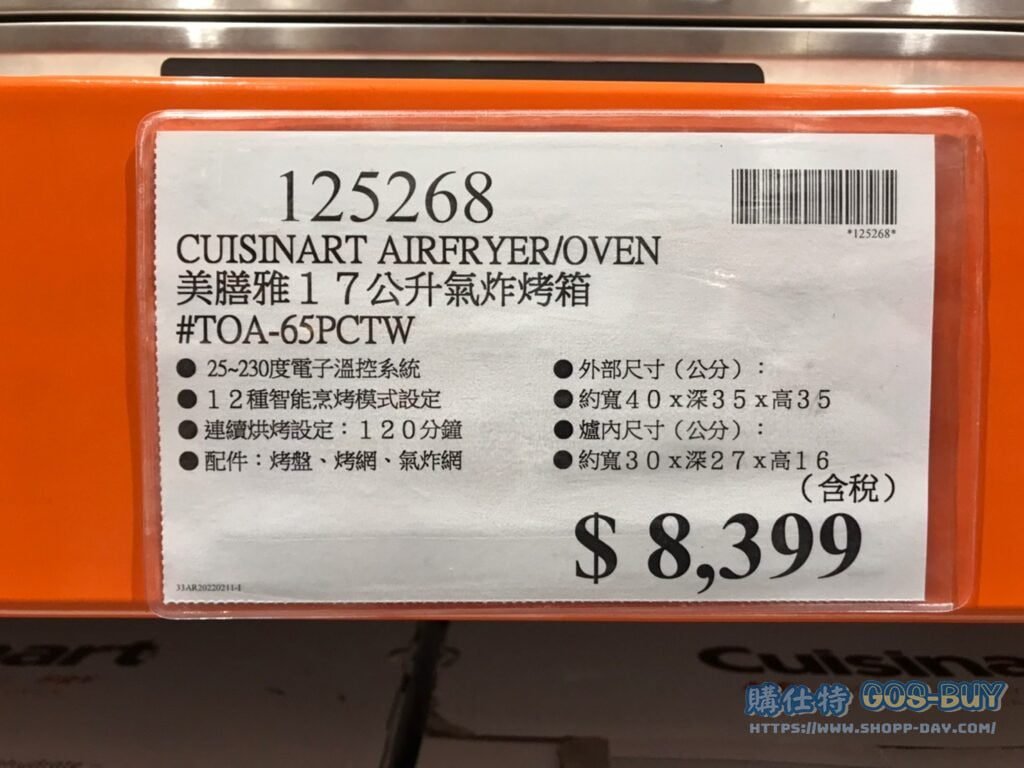 125268
*125268*
CUISINART AIRFRYER/OVEN
美膳雅１７公升氣炸烤箱
#TOA-65PCTW
● 25~230度電子溫控系統
● １２種智能烹烤模式設定
● 連續烘烤設定：１２０分鐘
● 配件：烤盤、烤網、氣炸網
● 外部尺寸（公分）：
● 約寬４０ｘ深３５ｘ高３５
● 爐內尺寸（公分）：
● 約寬３０ｘ深２７ｘ高１６
（含稅）
$ 8,399
33AR20220211-1
art
Cuisina
購仕特 GOS-BUY
HTTPS://WWW.SHOPP-DAY.COM/